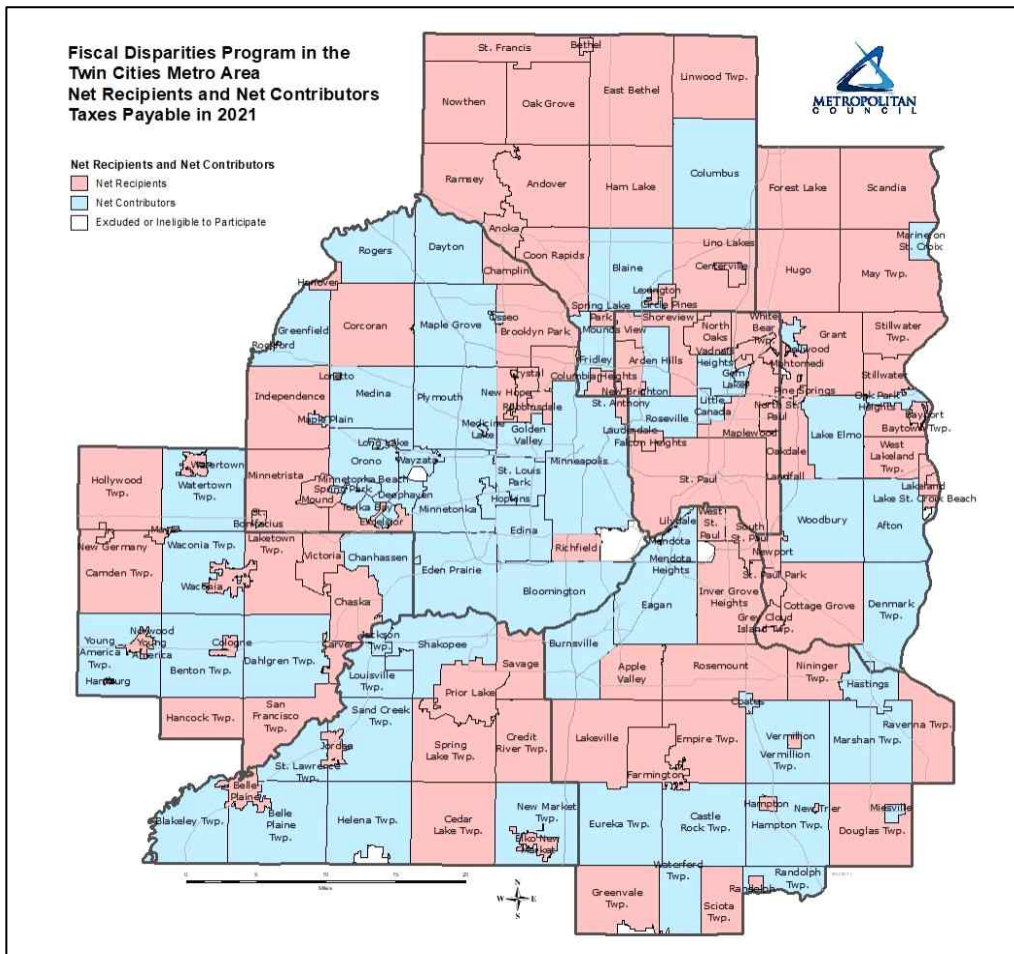 Fiscal Disparities Program in the
Twin Cities Metro Area
Net Recipients and Net Contributors
Taxes Payable in 2021
METROPOLITAN
COUNCIL
Net Recipients and Net Contributors
Net Recipients
Net Contributors
Excluded or Ineligible to Participate
St. Francis
Bethel
Linwood Twp.
Nowthen
Oak Grove
East Bethel
Columbus
Ramsey
Andover
Ham Lake
Forest Lake
Scandia
Anoka
Marine on
St. Croix
Rogers
Dayton
Champlin
Coon Rapids
Blaine
Lino Lakes
Centerville
Hugo
May Twp.
Hanover
Lexington
Circle Pines
Greenfield
Corcoran
Maple Grove
Osseo
Brooklyn Park
Spring Lake
Park
Mounds View
Shoreview
North
Oaks
White
Bear
Twp.
Dellwood
Grant
Stillwater
Twp.
Rockford
Fridley
Arden Hills
Vadnais
Heights
Gem
Lake
Mahtomedi
Stillwater
Loretto
Crystal
Columbia Heights
New Brighton
Pine Springs
Oak Park
Heights
Independence
Medina
Plymouth
New Hope
Robbinsdale
St. Anthony
Little
Canada
North St.
Paul
Bayport
Baytown Twp.
Maple Plain
Medicine
Lake
Golden
Valley
Roseville
Lauderdale
Falcon Heights
Maplewood
Lake Elmo
West
Lakeland
Twp.
Long Lake
Orono
Wayzata
Minneapolis
Oakdale
Landfall
Hollywood
Twp.
Watertown
Watertown
Twp.
Minnetrista
Minnetonka Beach
Spring Park
Mound
Deephaven
Tonka Bay
Excelsior
Minnetonka
St. Louis
Park
Hopkins
St. Paul
Lakeland
Lake St. Croix Beach
St.
Bonifacius
Edina
Richfield
Lilydale
West
St.
Paul
South
St. Paul
Woodbury
Afton
New Germany
Mayer
Waconia Twp.
Laketown
Twp.
Victoria
Chanhassen
Eden Prairie
Mendota
Mendota
Heights
Newport
St. Paul Park
Camden Twp.
Waconia
Chaska
Bloomington
Eagan
Inver Grove
Heights
Grey Cloud
Island Twp.
Cottage Grove
Denmark
Twp.
Young
America
Twp.
Norwood
Young
America
Cologne
Benton Twp.
Dahlgren Twp.
Carver
Jackson
Twp.
Shakopee
Louisville
Twp.
Savage
Burnsville
Apple
Valley
Rosemount
Nininger
Twp.
Hastings
Hamburg
Prior Lake
Coates
Hancock Twp.
San
Francisco
Twp.
Sand Creek
Twp.
Jordan
Spring
Lake Twp.
Credit
River Twp.
Lakeville
Empire Twp.
Vermillion
Vermillion
Twp.
Marshan Twp.
Ravenna Twp.
St. Lawrence
Twp.
Farmington
Belle
Plaine
Blakeley Twp.
Belle
Plaine
Twp.
Helena Twp.
Cedar
Lake Twp.
New Market
Twp.
Elko New
Market
Eureka Twp.
Castle
Rock Twp.
Hampton
New Trier
Hampton Twp.
Miesville
Douglas Twp.
Waterford
Twp.
Randolph
Randolph
Twp.
Greenvale
Twp.
Sciota
Twp.
0
5
10
15
20
Miles
N
W
E
S